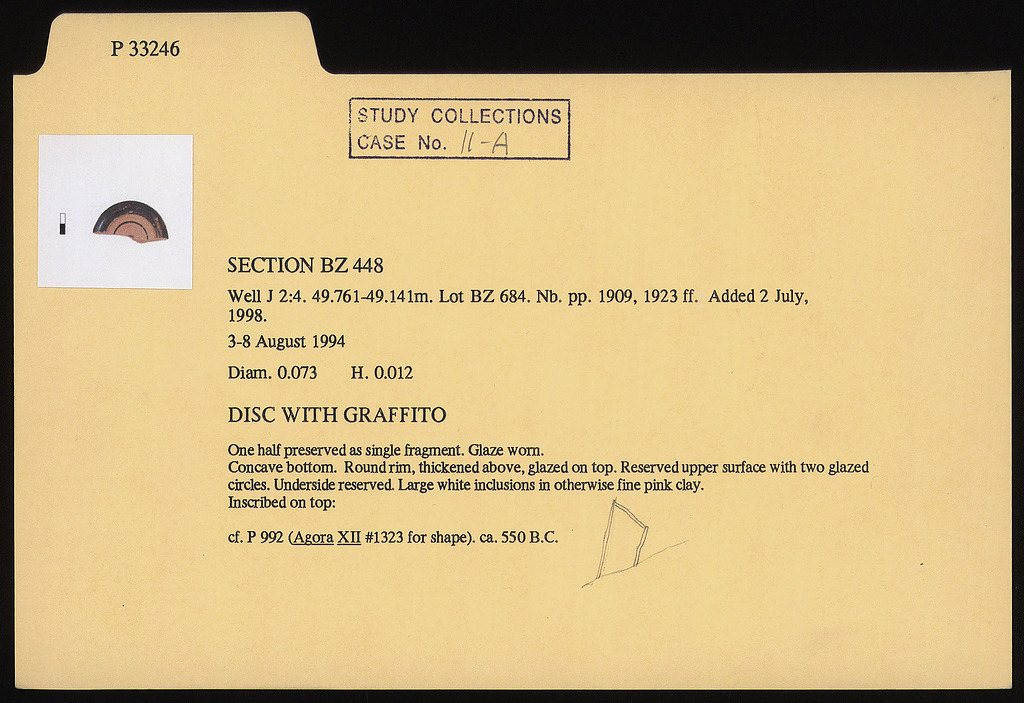 P 33246
STUDY COLLECTIONS
CASE No. 11-A
SECTION BZ 448
Well J 2:4. 49.761-49.141m. Lot BZ 684. Nb. pp. 1909, 1923 ff. Added 2 July,
1998.
3-8 August 1994
Diam. 0.073 H. 0.012
DISC WITH GRAFFITO
One half preserved as single fragment. Glaze worn.
Concave bottom. Round rim, thickened above, glazed on top. Reserved upper surface with two glazed
circles. Underside reserved. Large white inclusions in otherwise fine pink clay.
Inscribed on top:
cf. P 992 (Agora XII #1323 for shape). ca. 550 B.C.